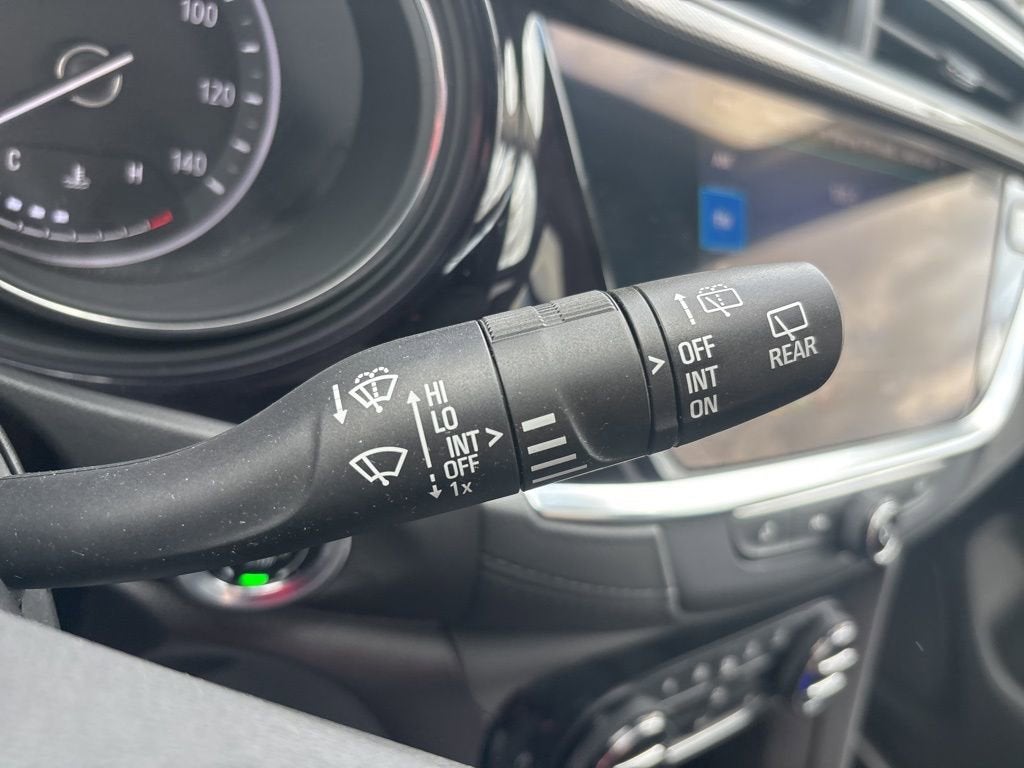 100
120
140
C
H
HI
LO
INT >
OFF
1x
>
OFF
INT
ON
REAR